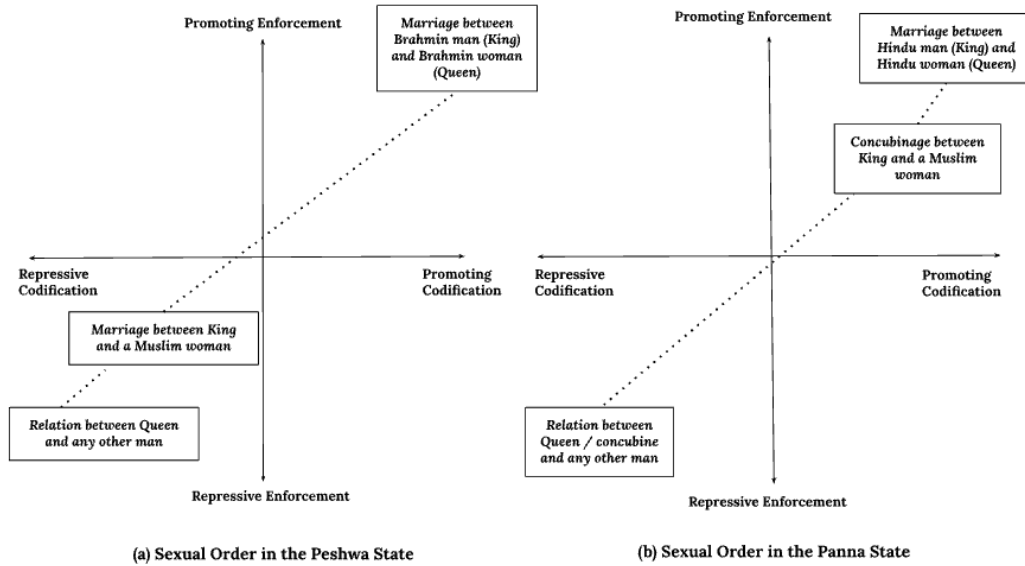 Promoting Enforcement
Marriage between
Brahmin man (King)
and Brahmin woman
(Queen)
Repressive
Codification
Promoting
Codification
Marriage between King
and a Muslim woman
Relation between Queen
and any other man
Repressive Enforcement
(a) Sexual Order in the Peshwa State
Promoting Enforcement
Marriage between
Hindu man (King) and
Hindu woman (Queen)
Concubinage between
King and a Muslim
woman
Repressive
Codification
Promoting
Codification
Relation between
Queen / concubine
and any other man
Repressive Enforcement
(b) Sexual Order in the Panna State